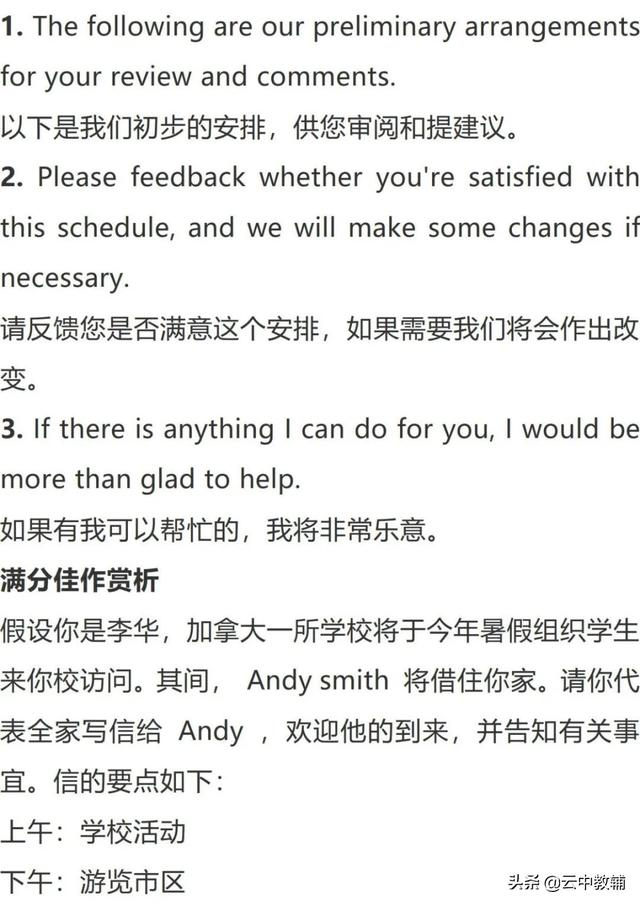 1. The following are our preliminary arrangements
for your review and comments.
以下是我们初步的安排，供您审阅和提建议。
2. Please feedback whether you're satisfied with
this schedule, and we will make some changes if
necessary.
请反馈您是否满意这个安排，如果需要我们将会作出改
变。
3. If there is anything I can do for you, I would be
more than glad to help.
如果有我可以帮忙的，我将非常乐意。
满分佳作赏析
假设你是李华，加拿大一所学校将于今年暑假组织学生
来你校访问。其间， Andy smith 将借住你家。请你代
表全家写信给 Andy ，欢迎他的到来，并告知有关事
宜。信的要点如下：
上午：学校活动
下午：游览市区
头条 @云中教辅